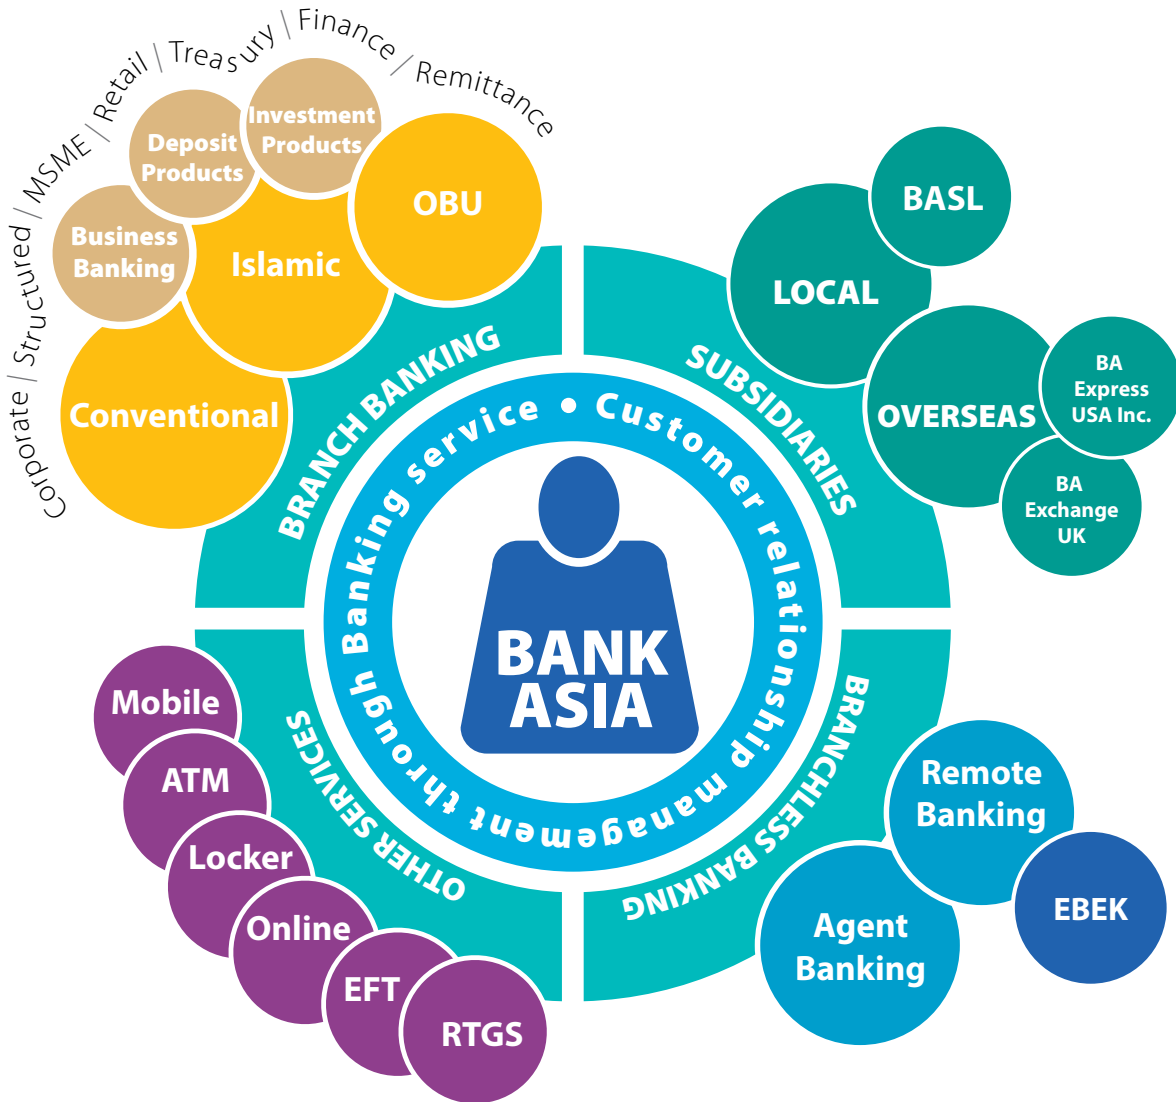 Corporate / Structured / MSME / Retail / Treasury / Finance / Remittance
Business
Banking
Deposit
Products
Investment
Products
Conventional
Islamic
OBU
BRANCH BANKING
SUBSIDIARIES
LOCAL
BASL
OVERSEAS
BA
Express
USA Inc.
BA
Exchange
UK
Customer relationship management through Banking service •
BANK
ASIA
OTHER SERVICES
Mobile
ATM
Locker
Online
EFT
RTGS
BRANCHLESS BANKING
Remote
Banking
Agent
Banking
EBEK